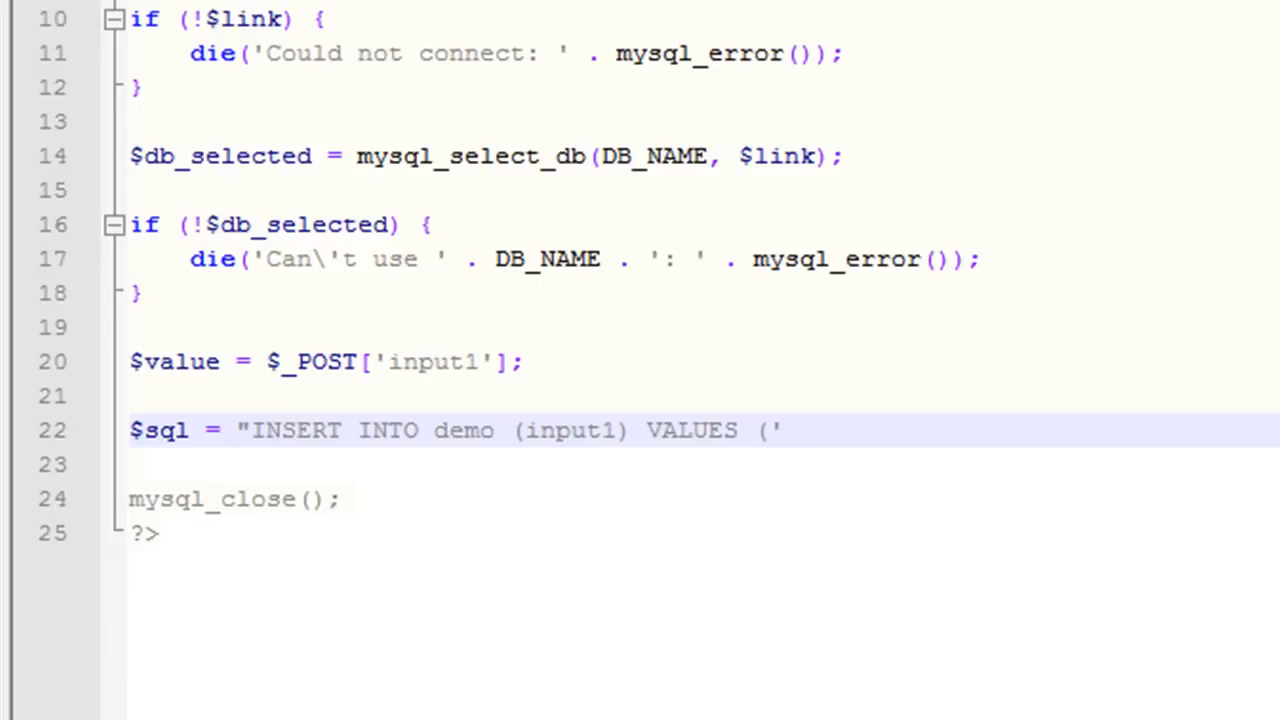 10 if (!$link) {
11 die('Could not connect: ' . mysql_error());
12 }
13
14 $db_selected = mysql_select_db(DB_NAME, $link);
15
16 if (!$db_selected) {
17 die('Can\'t use ' . DB_NAME . ': ' . mysql_error());
18 }
19
20 $value = $_POST['input1'];
21
22 $sql = "INSERT INTO demo (input1) VALUES ('
23
24 mysql_close();
25 ?>